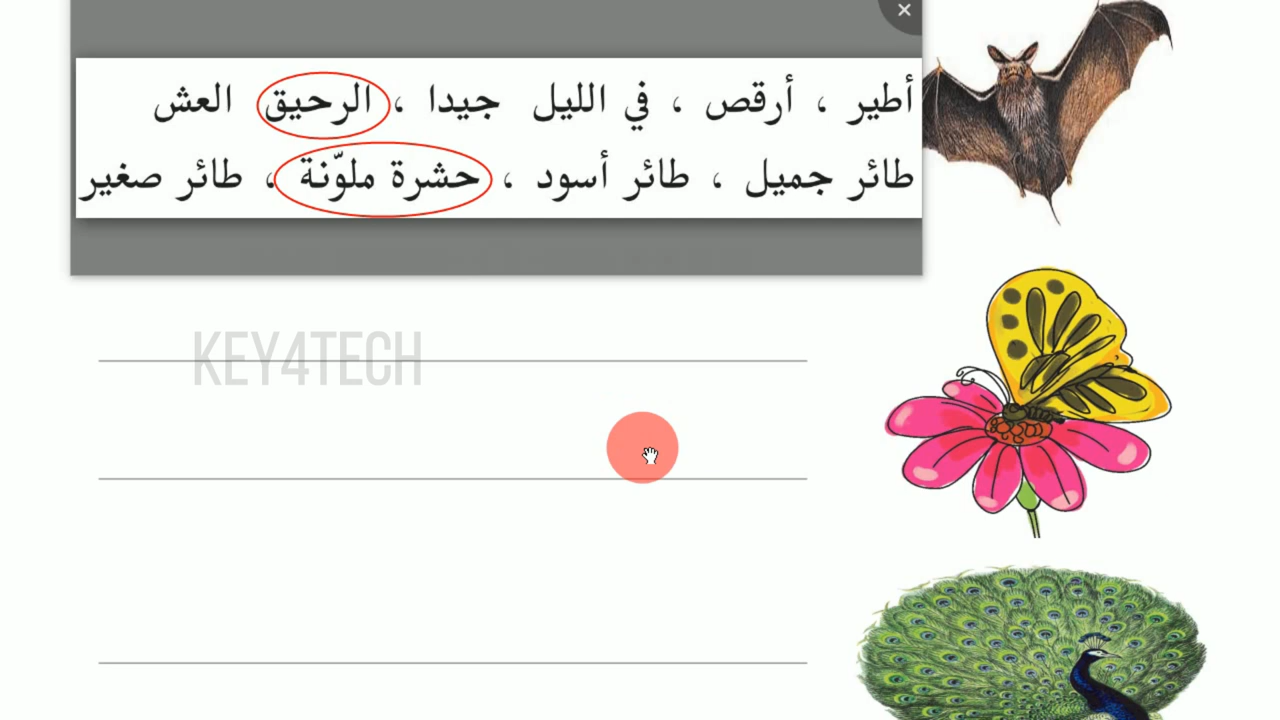 أطير ، أرقص ، في الليل جيدا ، الرحيق العش
طائر جميل ، طائر أسود ، حشرة ملوّنة ، طائر صغير
KEY4TECH